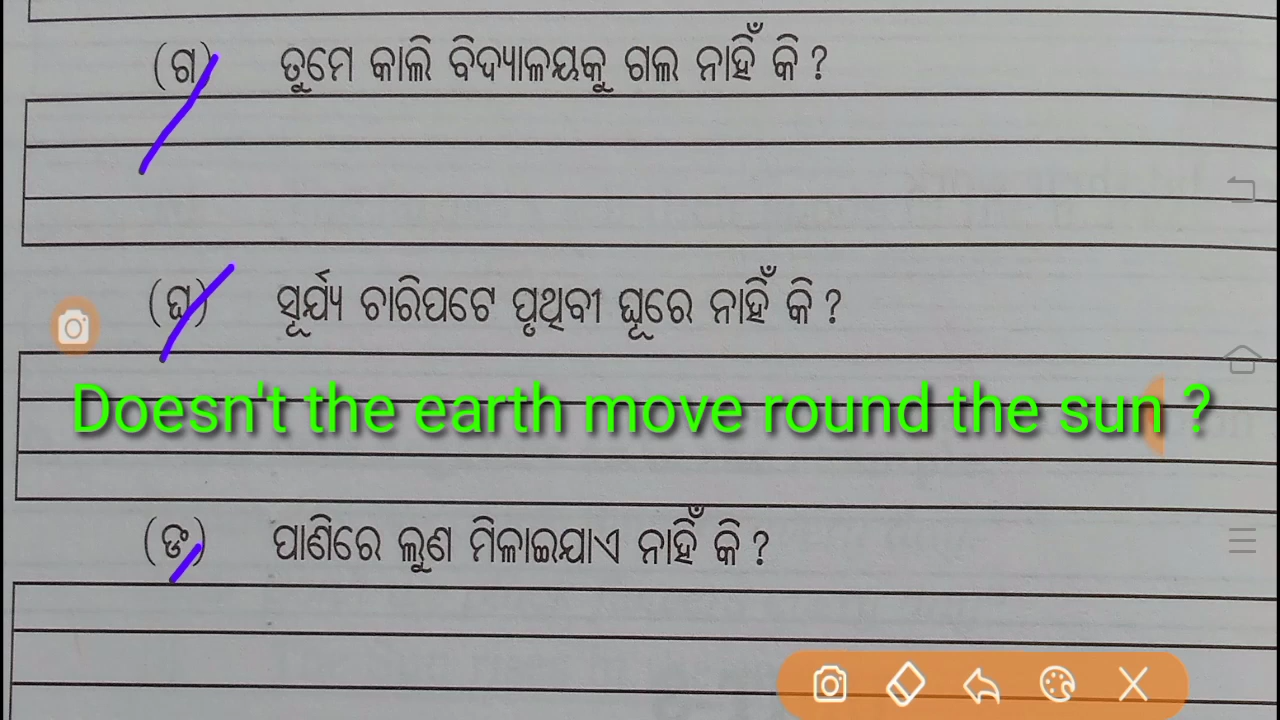 (ଗ) ତୁମେ କାଲି ବିଦ୍ୟାଳୟକୁ ଗଲ ନାହିଁ କି ?
(ଘ) ସୂର୍ଯ୍ୟ ଚାରିପଟେ ପୃଥିବୀ ଘୂରେ ନାହିଁ କି ?
Doesn't the earth move round the sun ?
(ଙ) ପାଣିରେ ଲୁଣ ମିଳାଇଯାଏ ନାହିଁ କି ?